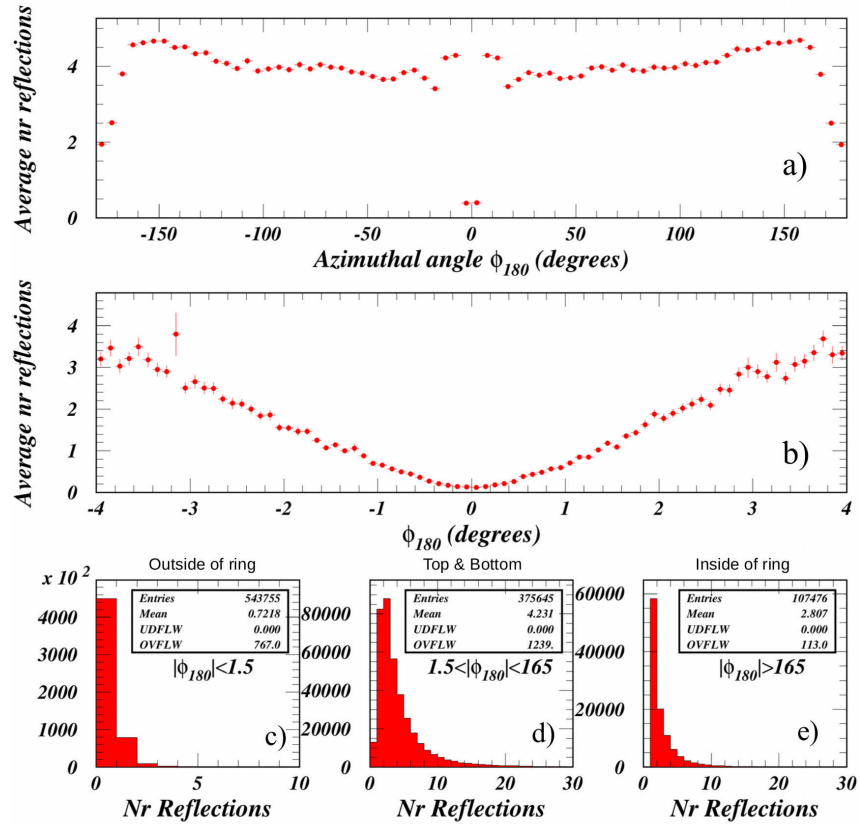 Average nr reflections
4
2
0
a)
-150 -100 -50 0 50 100 150
Azimuthal angle ϕ180 (degrees)
Average nr reflections
4
3
2
1
0
b)
-4 -3 -2 -1 0 1 2 3 4
ϕ180 (degrees)
Outside of ring
x 10²
4000
3000
2000
1000
0
Entries 543755
Mean 0.7218
UDFLW 0.000
OVFLW 767.0
|ϕ180|<1.5
c)
0 5 10
Nr Reflections
Top & Bottom
80000
60000
40000
20000
0
Entries 375645
Mean 4.231
UDFLW 0.000
OVFLW 1239.
1.5<|ϕ180|<165
d)
0 10 20 30
Nr Reflections
Inside of ring
60000
40000
20000
0
Entries 107476
Mean 2.807
UDFLW 0.000
OVFLW 113.0
|ϕ180|>165
e)
0 10 20 30
Nr Reflections